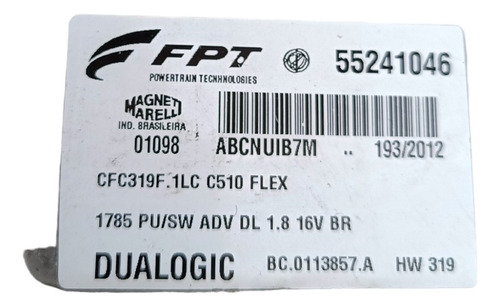 FPT 55241046
POWERTRAIN TECNHNOLOGIES
MAGNETI
MARELLI
IND. BRASILEIRA
01098 ABCNUIB7M .. 193/2012
CFC319F.1LC C510 FLEX
1785 PU/SW ADV DL 1.8 16V BR
DUALOGIC BC.0113857.A HW 319